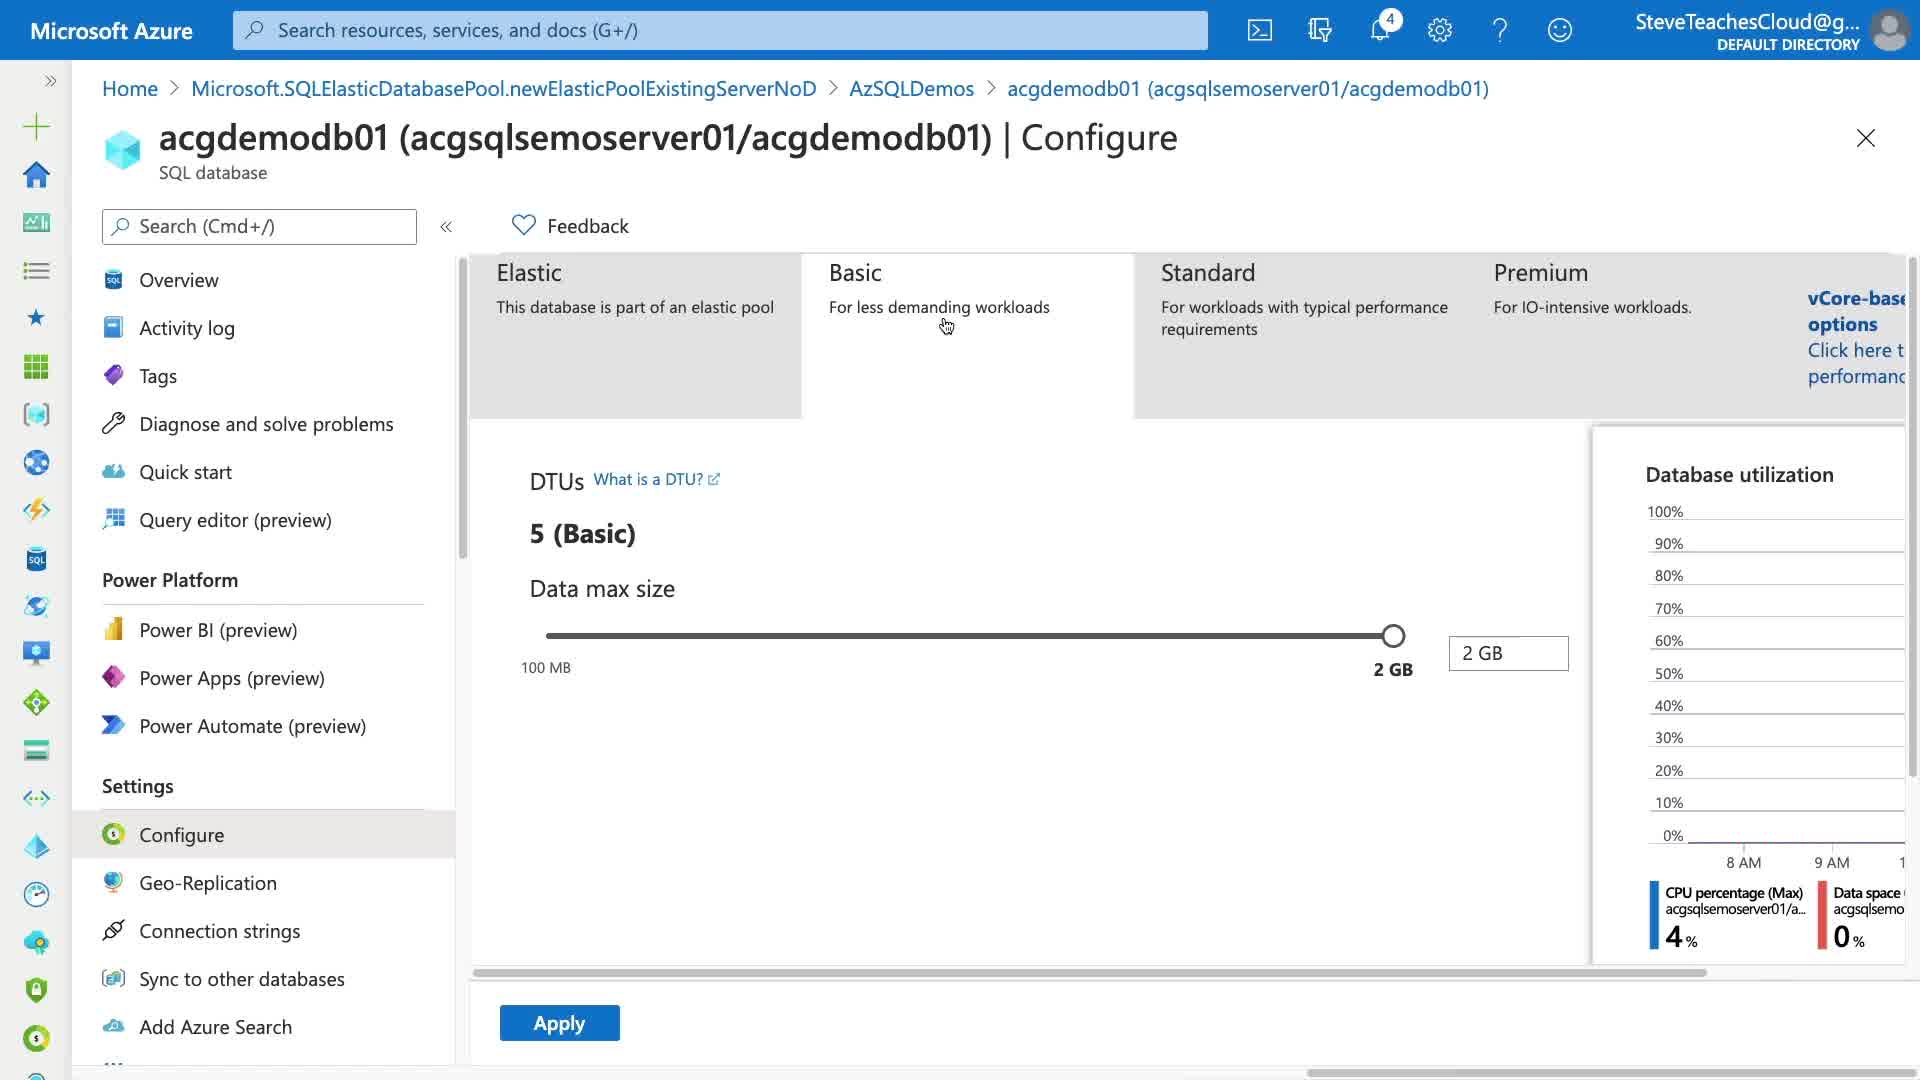 Microsoft Azure
Search resources, services, and docs (G+/)
4
SteveTeachesCloud@g...
DEFAULT DIRECTORY
Home > Microsoft.SQLElasticDatabasePool.newElasticPoolExistingServerNoD > AzSQLDemos > acgdemodb01 (acgsqlsemoserver01/acgdemodb01)
acgdemodb01 (acgsqlsemoserver01/acgdemodb01) | Configure
SQL database
Search (Cmd+/)
Feedback
Overview
Activity log
Tags
Diagnose and solve problems
Quick start
Query editor (preview)
Power Platform
Power BI (preview)
Power Apps (preview)
Power Automate (preview)
Settings
Configure
Geo-Replication
Connection strings
Sync to other databases
Add Azure Search
Elastic
This database is part of an elastic pool
Basic
For less demanding workloads
Standard
For workloads with typical performance
requirements
Premium
For IO-intensive workloads.
vCore-base
options
Click here t
performanc
DTUs What is a DTU?
5 (Basic)
Data max size
100 MB
2 GB
2 GB
Database utilization
100%
90%
80%
70%
60%
50%
40%
30%
20%
10%
0%
8 AM 9 AM 1
CPU percentage (Max)
acgsqlsemoserver01/a...
4 %
Data space
acgsqlsemo
0 %
Apply